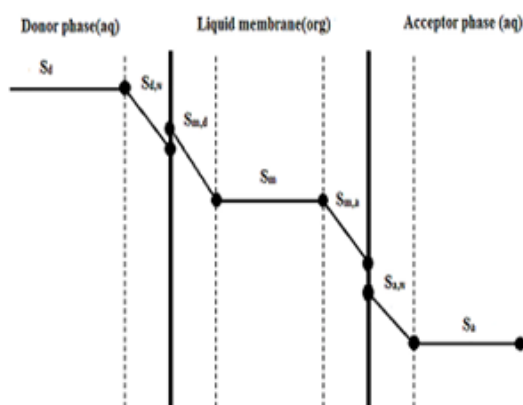 Donor phase(aq) Liquid membrane(org) Acceptor phase (aq)
Sd
Sd,s
Sm,d
Sm
Sm,a
Sa,s
Sa